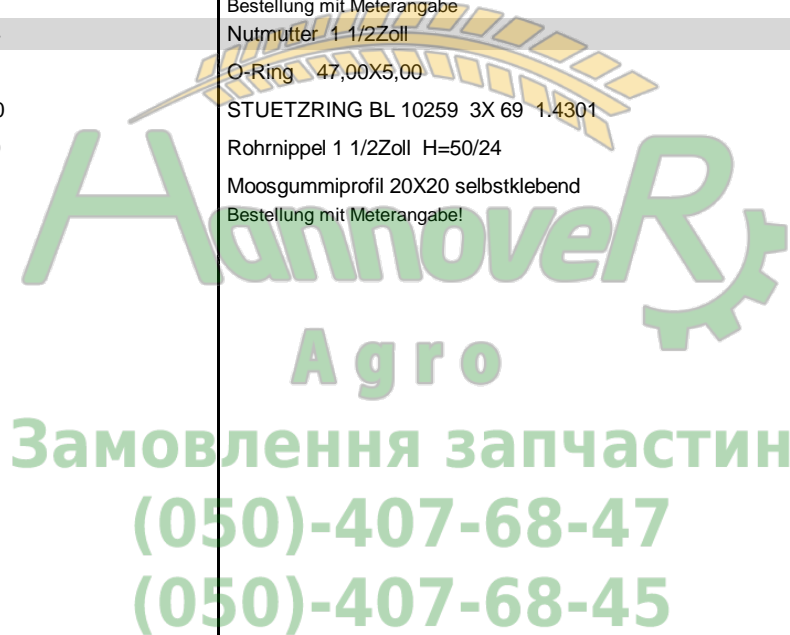 Bestellung mit Meterangabe
Nutmutter 1 1/2Zoll
O-Ring 47,00X5,00
STUETZRING BL 10259 3X 69 1.4301
Rohrnippel 1 1/2Zoll H=50/24
Moosgummiprofil 20X20 selbstklebend
Bestellung mit Meterangabe!
HannoveR
Agro
Замовлення запчастин
(050)-407-68-47
(050)-407-68-45